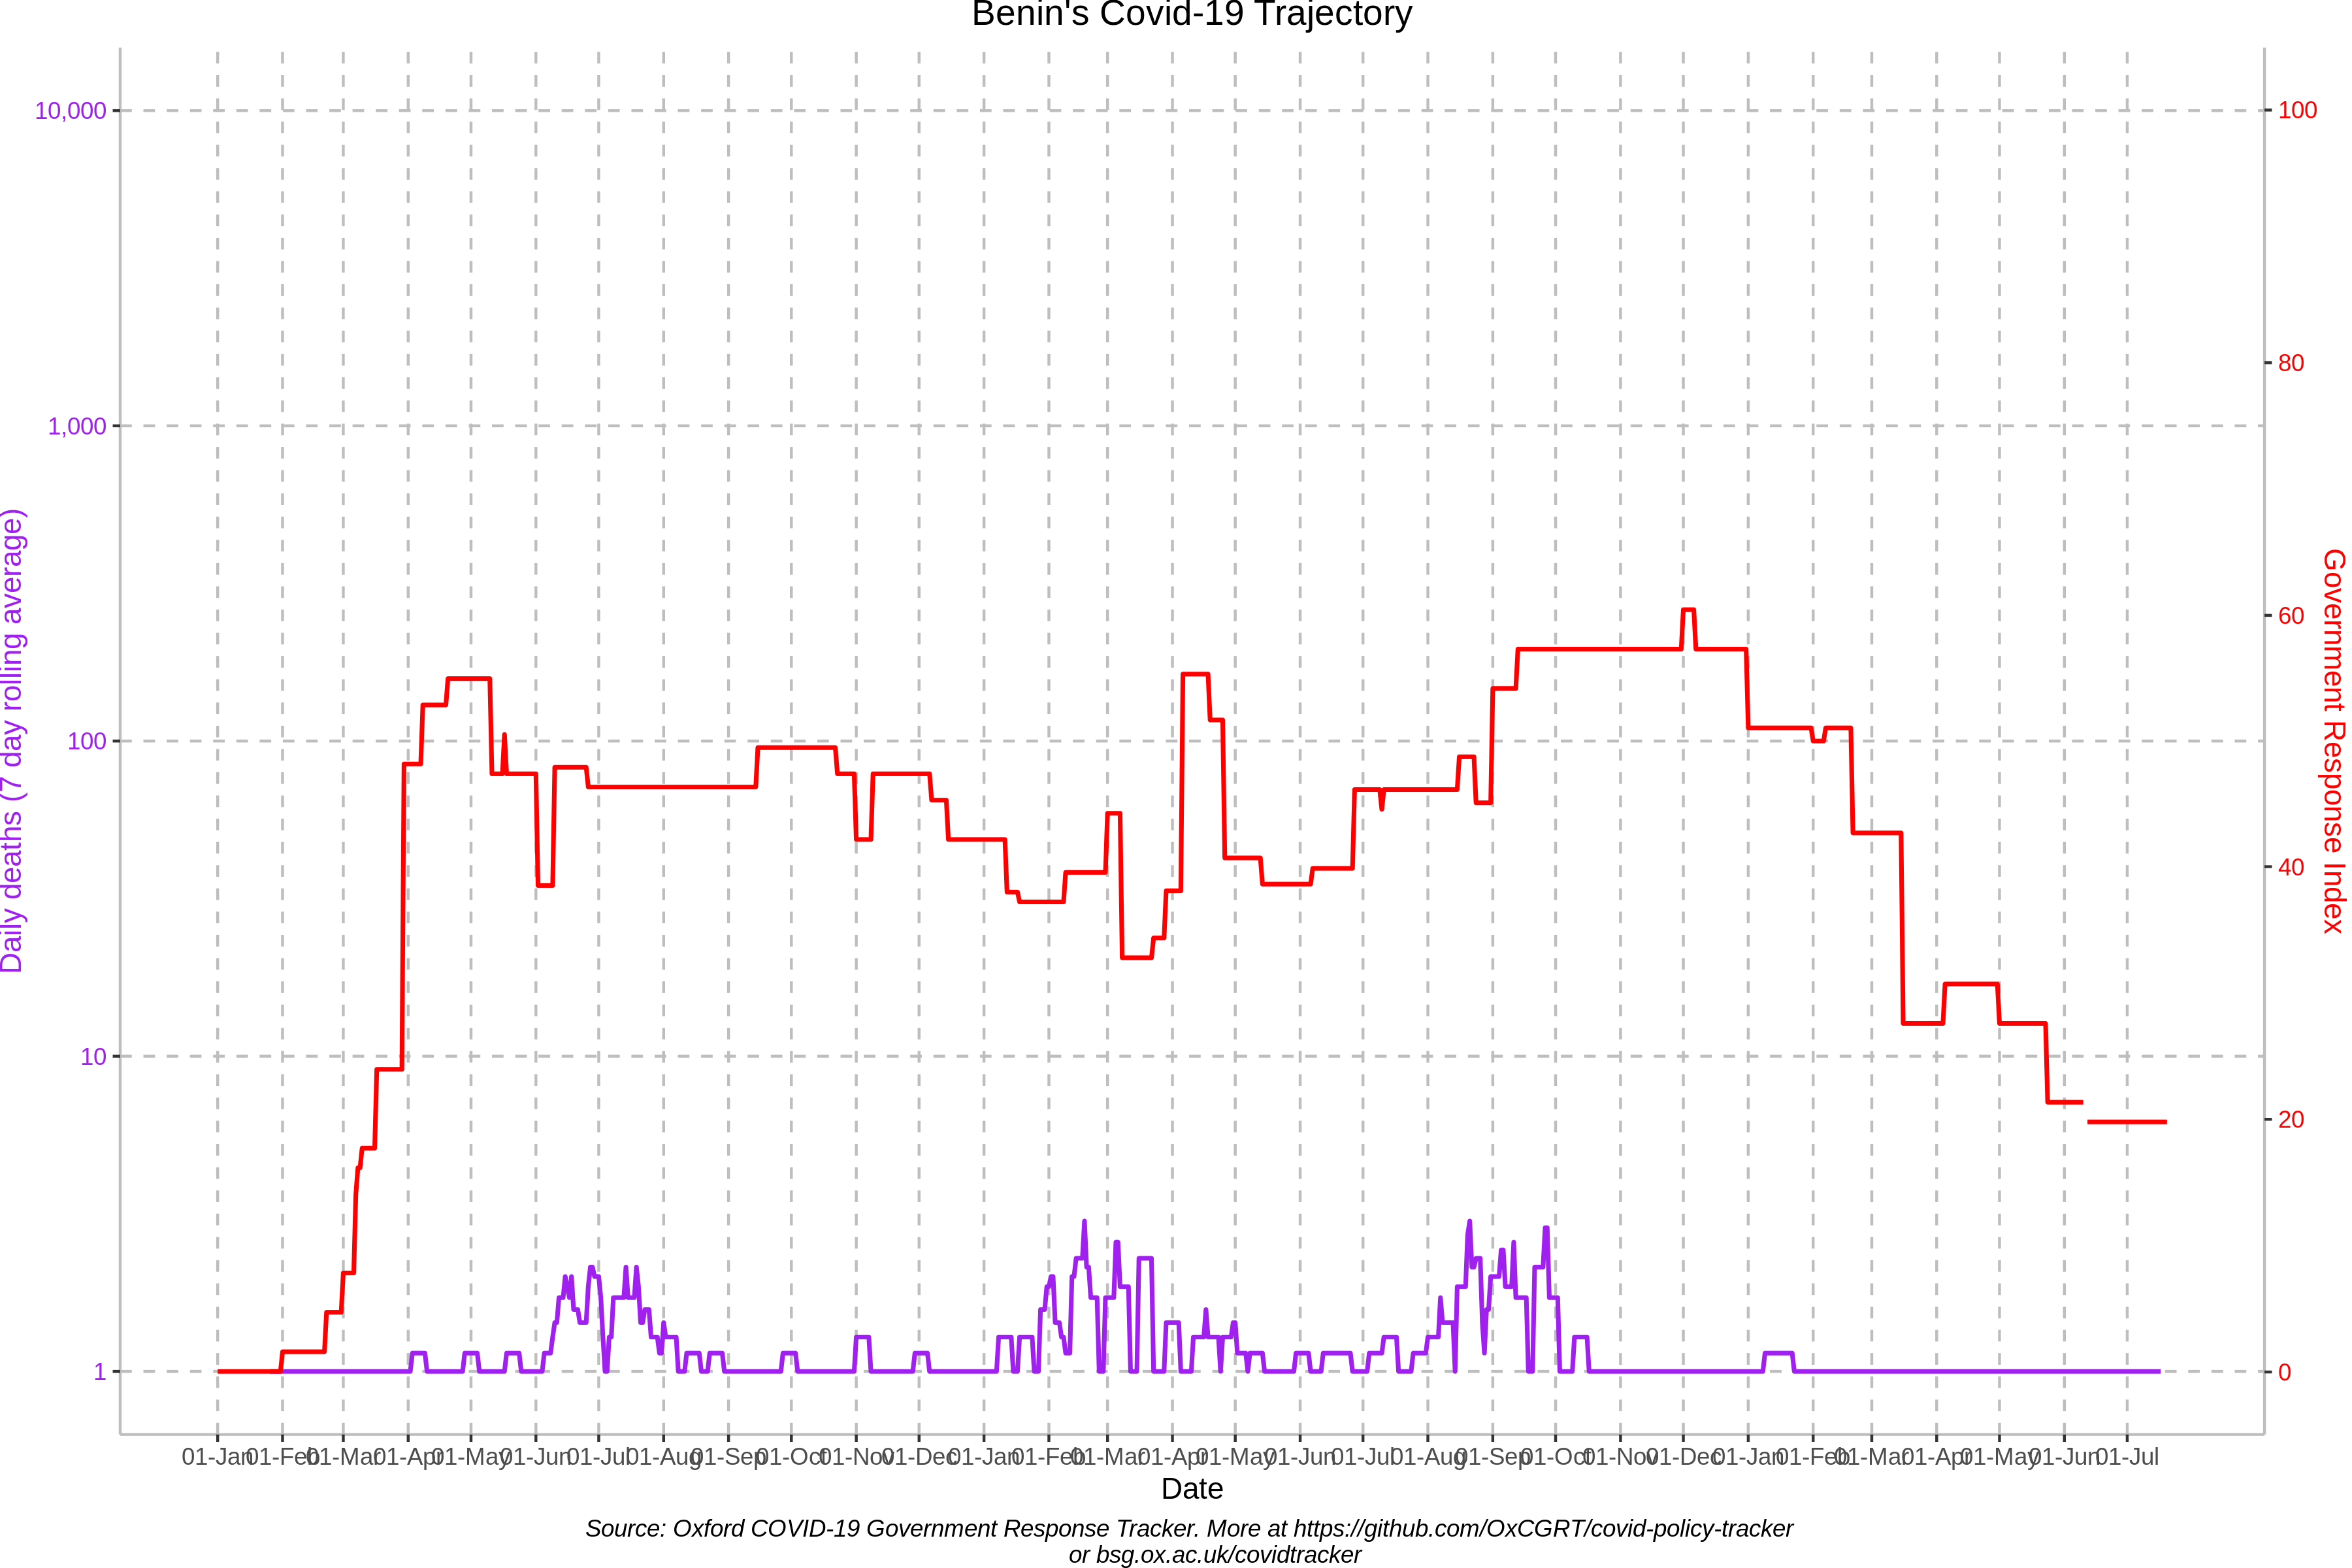 Benin's Covid-19 Trajectory
10,000
1,000
100
10
1
Daily deaths (7 day rolling average)
100
80
60
40
20
0
Government Response Index
01-Jan 01-Feb 01-Mar 01-Apr 01-May 01-Jun 01-Jul 01-Aug 01-Sep 01-Oct 01-Nov 01-Dec 01-Jan 01-Feb 01-Mar 01-Apr 01-May 01-Jun 01-Jul 01-Aug 01-Sep 01-Oct 01-Nov 01-Dec 01-Jan 01-Feb 01-Mar 01-Apr 01-May 01-Jun 01-Jul
Date
Source: Oxford COVID-19 Government Response Tracker. More at https://github.com/OxCGRT/covid-policy-tracker
or bsg.ox.ac.uk/covidtracker